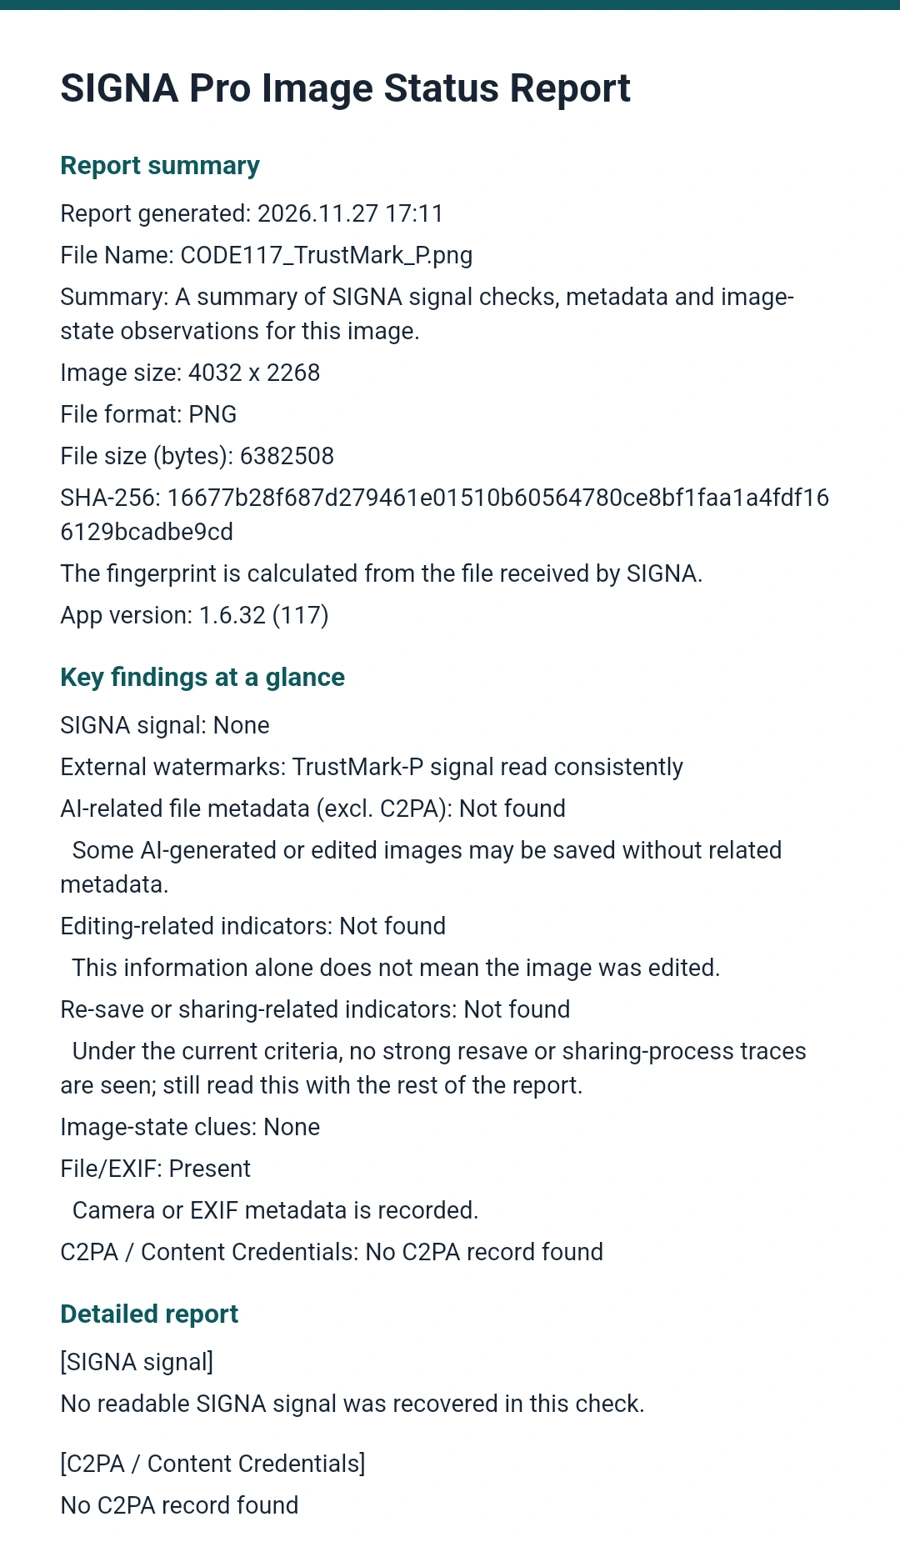 SIGNA Pro Image Status Report
Report summary
Report generated: 2026.11.27 17:11
File Name: CODE117_TrustMark_P.png
Summary: A summary of SIGNA signal checks, metadata and image-
state observations for this image.
Image size: 4032 x 2268
File format: PNG
File size (bytes): 6382508
SHA-256: 16677b28f687d279461e01510b60564780ce8bf1faa1a4fdf16
6129bcadbe9cd
The fingerprint is calculated from the file received by SIGNA.
App version: 1.6.32 (117)
Key findings at a glance
SIGNA signal: None
External watermarks: TrustMark-P signal read consistently
AI-related file metadata (excl. C2PA): Not found
Some AI-generated or edited images may be saved without related
metadata.
Editing-related indicators: Not found
This information alone does not mean the image was edited.
Re-save or sharing-related indicators: Not found
Under the current criteria, no strong resave or sharing-process traces
are seen; still read this with the rest of the report.
Image-state clues: None
File/EXIF: Present
Camera or EXIF metadata is recorded.
C2PA / Content Credentials: No C2PA record found
Detailed report
[SIGNA signal]
No readable SIGNA signal was recovered in this check.
[C2PA / Content Credentials]
No C2PA record found